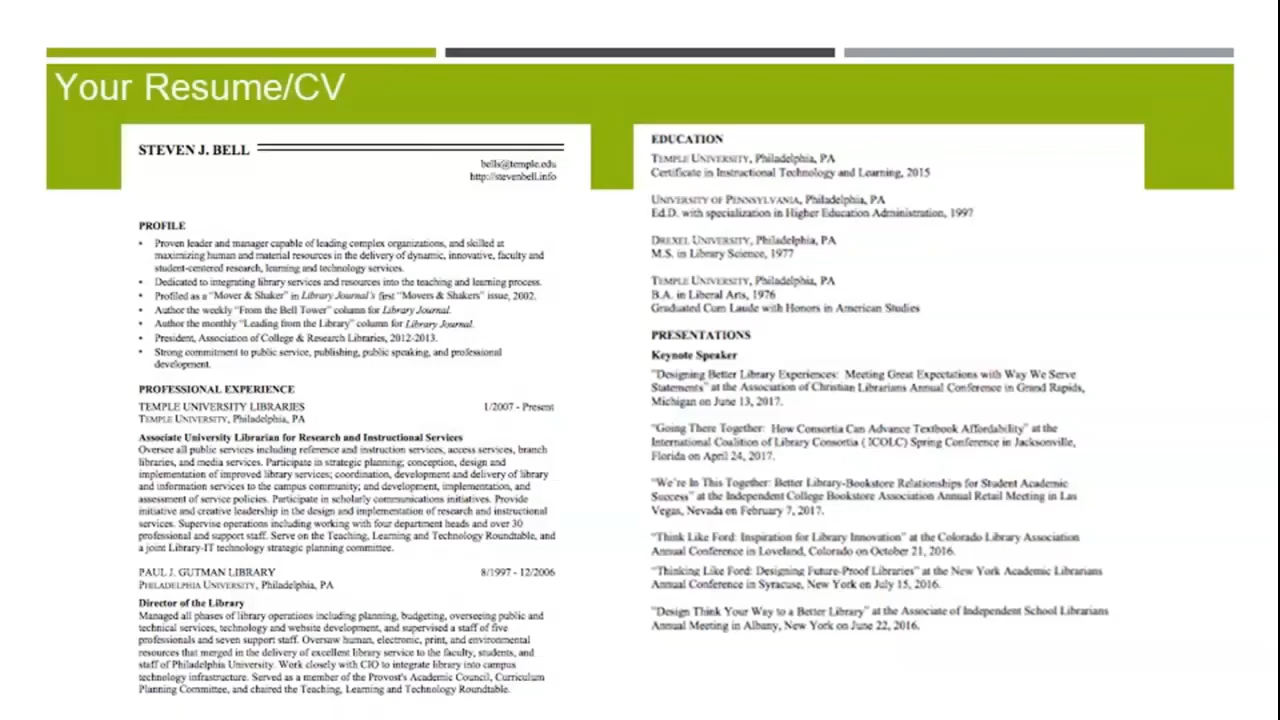 Your Resume/CV
STEVEN J. BELL
bells@temple.edu
http://stevenbell.info
PROFILE
• Proven leader and manager capable of leading complex organizations, and skilled at
maximizing human and material resources in the delivery of dynamic, innovative, faculty and
student-centered research, learning and technology services.
• Dedicated to integrating library services and resources into the teaching and learning process.
• Profiled as a "Mover & Shaker" in Library Journal's first "Movers & Shakers" issue, 2002.
• Author the weekly "From the Bell Tower" column for Library Journal.
• Author the monthly "Leading from the Library" column for Library Journal.
• President, Association of College & Research Libraries, 2012-2013.
• Strong commitment to public service, publishing, public speaking, and professional
development.
PROFESSIONAL EXPERIENCE
TEMPLE UNIVERSITY LIBRARIES 1/2007 - Present
TEMPLE UNIVERSITY, Philadelphia, PA
Associate University Librarian for Research and Instructional Services
Oversee all public services including reference and instruction services, access services, branch
libraries, and media services. Participate in strategic planning; conception, design and
implementation of improved library services; coordination, development and delivery of library
and information services to the campus community; and development, implementation, and
assessment of service policies. Participate in scholarly communications initiatives. Provide
initiative and creative leadership in the design and implementation of research and instructional
services. Supervise operations including working with four department heads and over 30
professional and support staff. Serve on the Teaching, Learning and Technology Roundtable, and
a joint Library-IT technology strategic planning committee.
PAUL J. GUTMAN LIBRARY 8/1997 - 12/2006
PHILADELPHIA UNIVERSITY, Philadelphia, PA
Director of the Library
Managed all phases of library operations including planning, budgeting, overseeing public and
technical services, technology and website development, and supervised a staff of five
professionals and seven support staff. Oversaw human, electronic, print, and environmental
resources that merged in the delivery of excellent library service to the faculty, students, and
staff of Philadelphia University. Work closely with CIO to integrate library into campus
technology infrastructure. Served as a member of the Provost's Academic Council, Curriculum
Planning Committee, and chaired the Teaching, Learning and Technology Roundtable.
EDUCATION
TEMPLE UNIVERSITY, Philadelphia, PA
Certificate in Instructional Technology and Learning, 2015
UNIVERSITY OF PENNSYLVANIA, Philadelphia, PA
Ed.D. with specialization in Higher Education Administration, 1997
DREXEL UNIVERSITY, Philadelphia, PA
M.S. in Library Science, 1977
TEMPLE UNIVERSITY, Philadelphia, PA
B.A. in Liberal Arts, 1976
Graduated Cum Laude with Honors in American Studies
PRESENTATIONS
Keynote Speaker
"Designing Better Library Experiences: Meeting Great Expectations with Way We Serve
Statements" at the Association of Christian Librarians Annual Conference in Grand Rapids,
Michigan on June 13, 2017.
"Going There Together: How Consortia Can Advance Textbook Affordability" at the
International Coalition of Library Consortia ( ICOLC) Spring Conference in Jacksonville,
Florida on April 24, 2017.
"We're In This Together: Better Library-Bookstore Relationships for Student Academic
Success" at the Independent College Bookstore Association Annual Retail Meeting in Las
Vegas, Nevada on February 7, 2017.
"Think Like Ford: Inspiration for Library Innovation" at the Colorado Library Association
Annual Conference in Loveland, Colorado on October 21, 2016.
"Thinking Like Ford: Designing Future-Proof Libraries" at the New York Academic Librarians
Annual Conference in Syracuse, New York on July 15, 2016.
"Design Think Your Way to a Better Library" at the Associate of Independent School Librarians
Annual Meeting in Albany, New York on June 22, 2016.